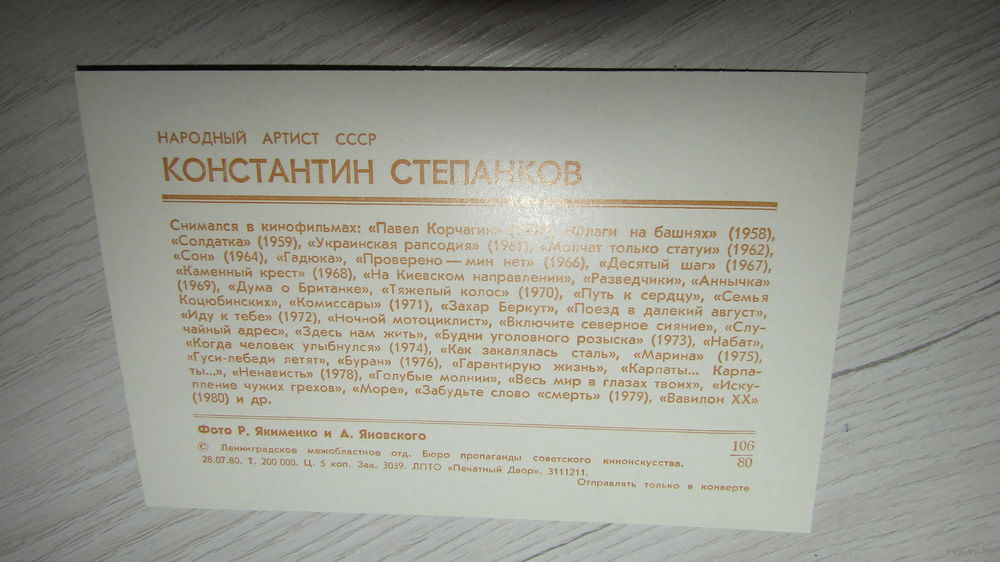 НАРОДНЫЙ АРТИСТ СССР
КОНСТАНТИН СТЕПАНКОВ
Снимался в кинофильмах: «Павел Корчагин» «Флаги на башнях» (1958),
«Солдатка» (1959), «Украинская рапсодия» (1961), «Молчат только статуи» (1962),
«Сон» (1964), «Гадюка», «Проверено — мин нет» (1966), «Десятый шаг» (1967),
«Каменный крест» (1968), «На Киевском направлении», «Разведчики», «Аннычка»
(1969), «Дума о Британке», «Тяжелый колос» (1970), «Путь к сердцу», «Семья
Коцюбинских», «Комиссары» (1971), «Захар Беркут», «Поезд в далекий август»,
«Иду к тебе» (1972), «Ночной мотоциклист», «Включите северное сияние», «Слу-
чайный адрес», «Здесь нам жить», «Будни уголовного розыска» (1973), «Набат»,
«Когда человек улыбнулся» (1974), «Как закалялась сталь», «Марина» (1975),
«Гуси-лебеди летят», «Буран» (1976), «Гарантирую жизнь», «Карпаты... Карпа-
ты...», «Ненависть» (1978), «Голубые молнии», «Весь мир в глазах твоих», «Иску-
пление чужих грехов», «Море», «Забудьте слово «смерть» (1979), «Вавилон XX»
(1980) и др.
Фото Р. Якименко и А. Яновского
© Ленинградское межобластное отд. Бюро пропаганды советского киноискусства.
28.07.80. Т. 200 000. Ц. 5 коп. Зак. 3039. ЛПТО «Печатный Двор». 3111211.
106
80
Отправлять только в конверте
www.ay.by